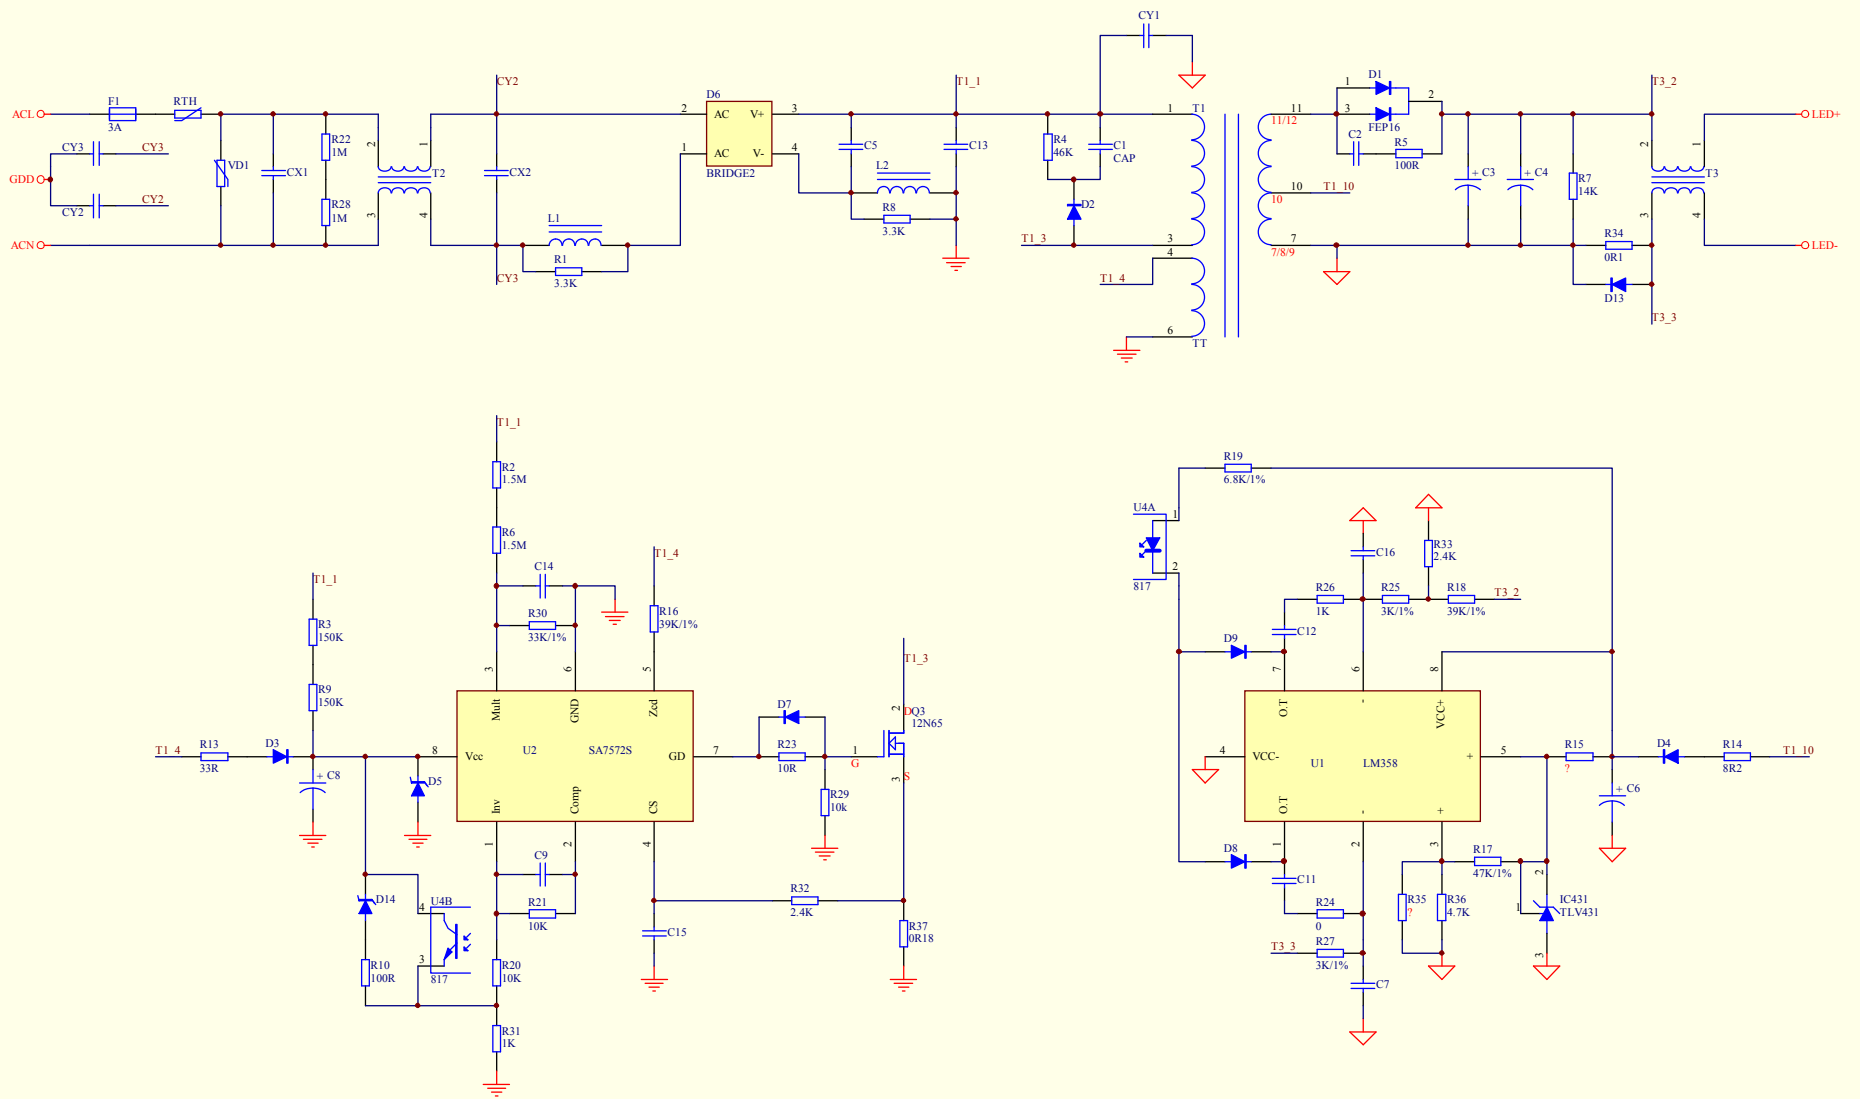 CY1
CY2
T1_1
D1
T3_2
F1
RTH
D6
1
2
ACL
3A
2
AC
V+
3
1
T1
11
11/12
3
FEP16
LED+
CY3
CY3
R22
1M
2
1
C5
C13
R4
46K
C1
CAP
C2
R5
100R
2
1
GDD
VD1
CX1
T2
CX2
1
AC
V-
4
BRIDGE2
L2
+
C3
+
C4
R7
14K
T3
CY2
CY2
R28
1M
3
4
R8
3.3K
D2
10
T1_10
10
3
4
ACN
L1
T1_3
3
7
7/8/9
R34
0R1
LED-
CY3
R1
3.3K
T1_4
4
D13
T3_3
6
TT
T1_1
R2
1.5M
R6
1.5M
C14
T1_4
R30
33K/1%
R16
39K/1%
T1_1
R3
150K
R9
150K
3
6
5
T1_3
Mult
GND
Zcd
D7
2
D
Q3
12N65
T1_4
R13
33R
D3
8
Vcc
U2
SA7572S
GD
7
R23
10R
1
G
S
3
+
C8
D5
Inv
Comp
CS
R29
10k
1
2
4
C9
D14
4
U4B
R21
10K
R32
2.4K
C15
R37
0R18
R10
100R
3
817
R20
10K
R31
1K
R19
6.8K/1%
U4A
1
2
817
C16
R33
2.4K
R26
1K
R25
3K/1%
R18
39K/1%
T3_2
C12
D9
7
6
8
O.T
-
VCC+
4
VCC-
U1
LM358
+
5
R15
?
D4
R14
8R2
T1_10
O.T
-
+
+
C6
D8
1
2
3
R17
47K/1%
C11
2
R24
0
R35
?
R36
4.7K
1
IC431
TLV431
T3_3
R27
3K/1%
3
C7